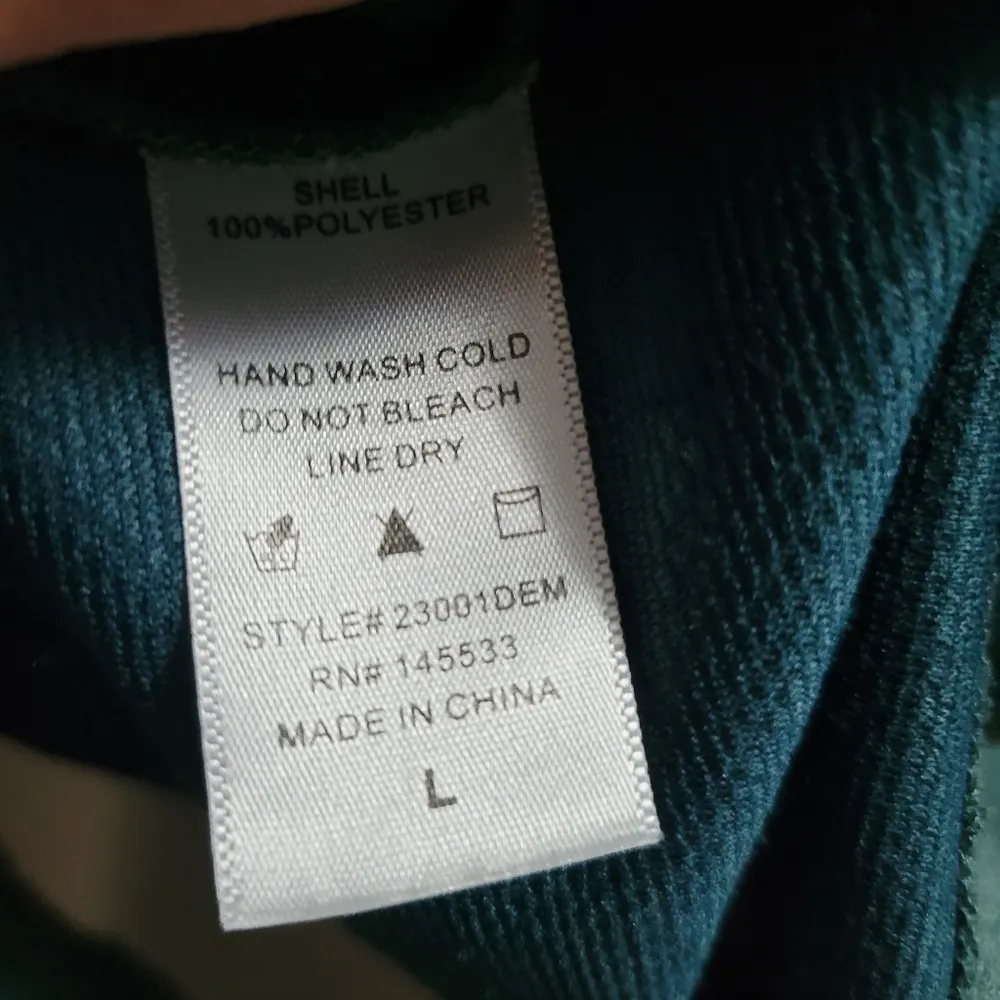 SHELL
100%POLYESTER
HAND WASH COLD
DO NOT BLEACH
LINE DRY
STYLE# 23001DEM
RN# 145533
MADE IN CHINA
L